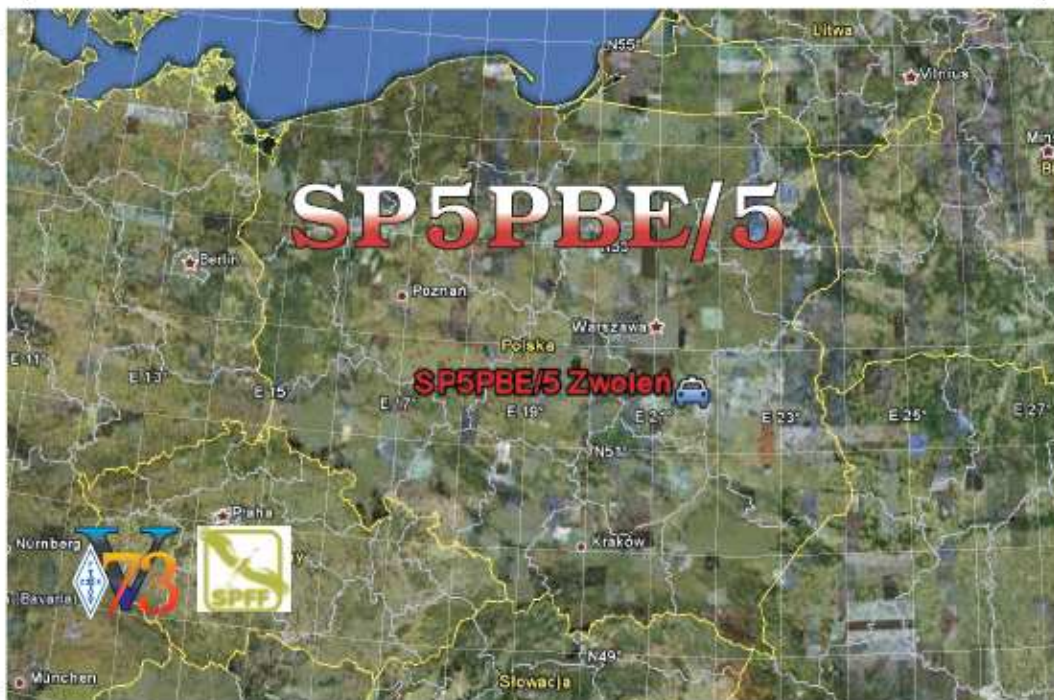 Litwa
N55°
Vilnius
SP5PBE/5
N53°
Berlin
Poznań
Warszawa
Polska
E 11°
E 13°
SP5PBE/5 Zwoleń
E 15°
E 17°
E 19°
E 21°
E 23°
E 25°
E 27°
N51°
Praha
Nürnberg
Kraków
V
73
SPFF
(Bavaria)
N49°
München
Słowacja